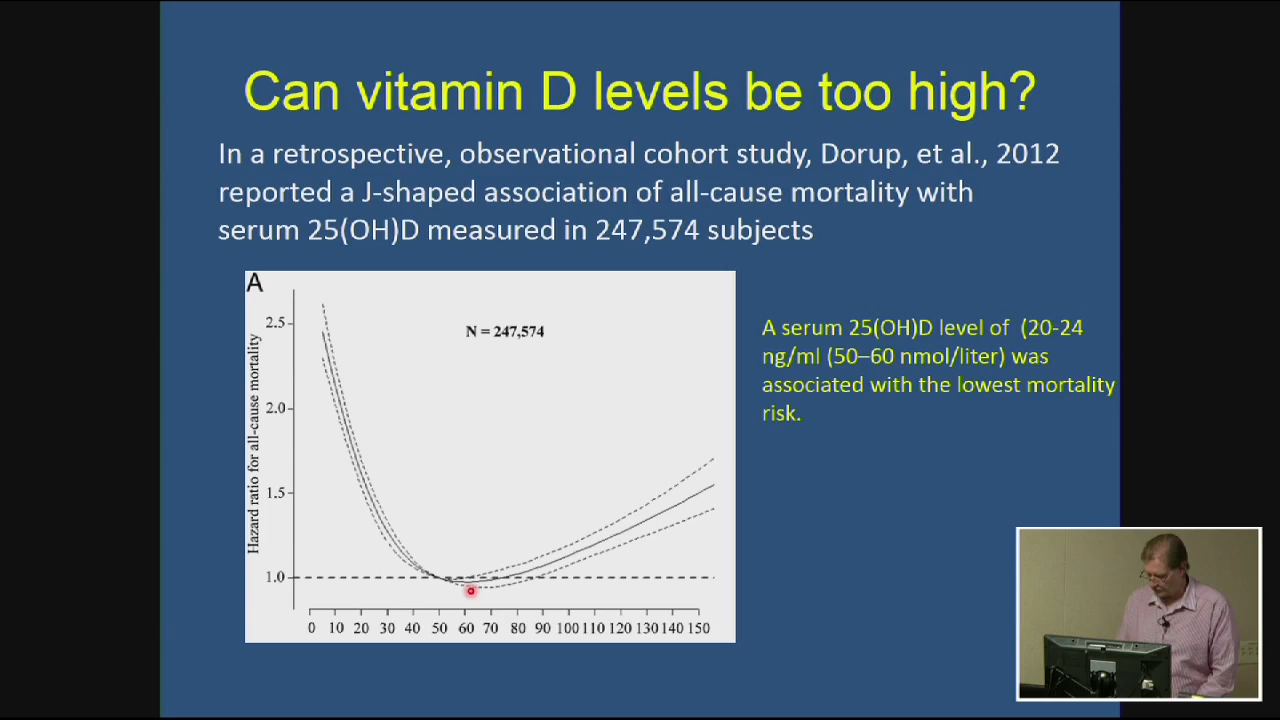 Can vitamin D levels be too high?
In a retrospective, observational cohort study, Dorup, et al., 2012
reported a J-shaped association of all-cause mortality with
serum 25(OH)D measured in 247,574 subjects
A
N = 247,574
Hazard ratio for all-cause mortality
2.5
2.0
1.5
1.0
0 10 20 30 40 50 60 70 80 90 100 110 120 130 140 150
A serum 25(OH)D level of (20-24
ng/ml (50–60 nmol/liter) was
associated with the lowest mortality
risk.